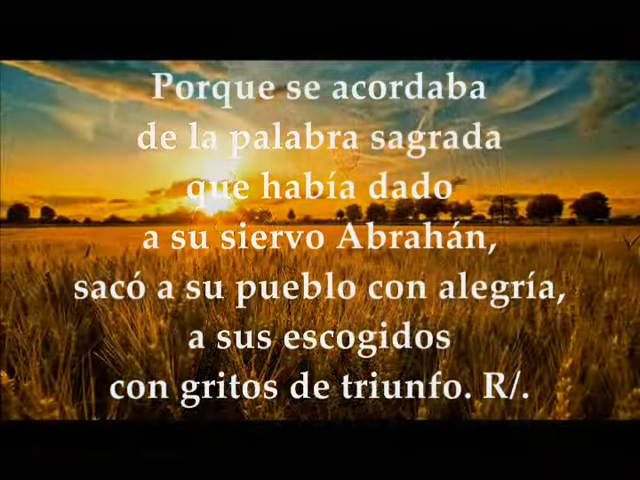 Porque se acordaba
de la palabra sagrada
que había dado
a su siervo Abrahán,
sacó a su pueblo con alegría,
a sus escogidos
con gritos de triunfo. R/.